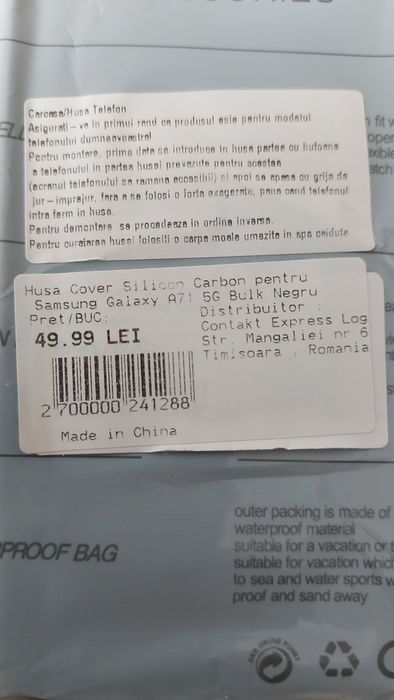 Carcasa/Husa Telefon
Asigurati-va in primul rand ca produsul este pentru modelul
telefonului dumneavoastra!
Pentru montare, prima data se introduce in husa partea cu butoane
a telefonului in partea husei prevazute pentru acestea
(ecranul telefonului sa ramana accesibil) si apoi se apasa cu grija de
jur-imprejur, fara a se folosi o forta exagerata, pana cand telefonul
intra ferm in husa.
Pentru demontare se procedeaza in ordine inversa.
Pentru curatarea husei folositi o carpa moale umezita in apa calduta
Husa Cover Silicon Carbon pentru
Samsung Galaxy A71 5G Bulk Negru
Pret/BUC:
49.99 LEI
Distribuitor :
Contakt Express Log
Str. Mangaliei nr 6
Timisoara , Romania
2 700000 241288
Made in China
PROOF BAG
outer packing is made of
waterproof material
suitable for a vacation or
suitable for vacation which
to sea and water sports
proof and sand away
DER GRÜNE PUNKT